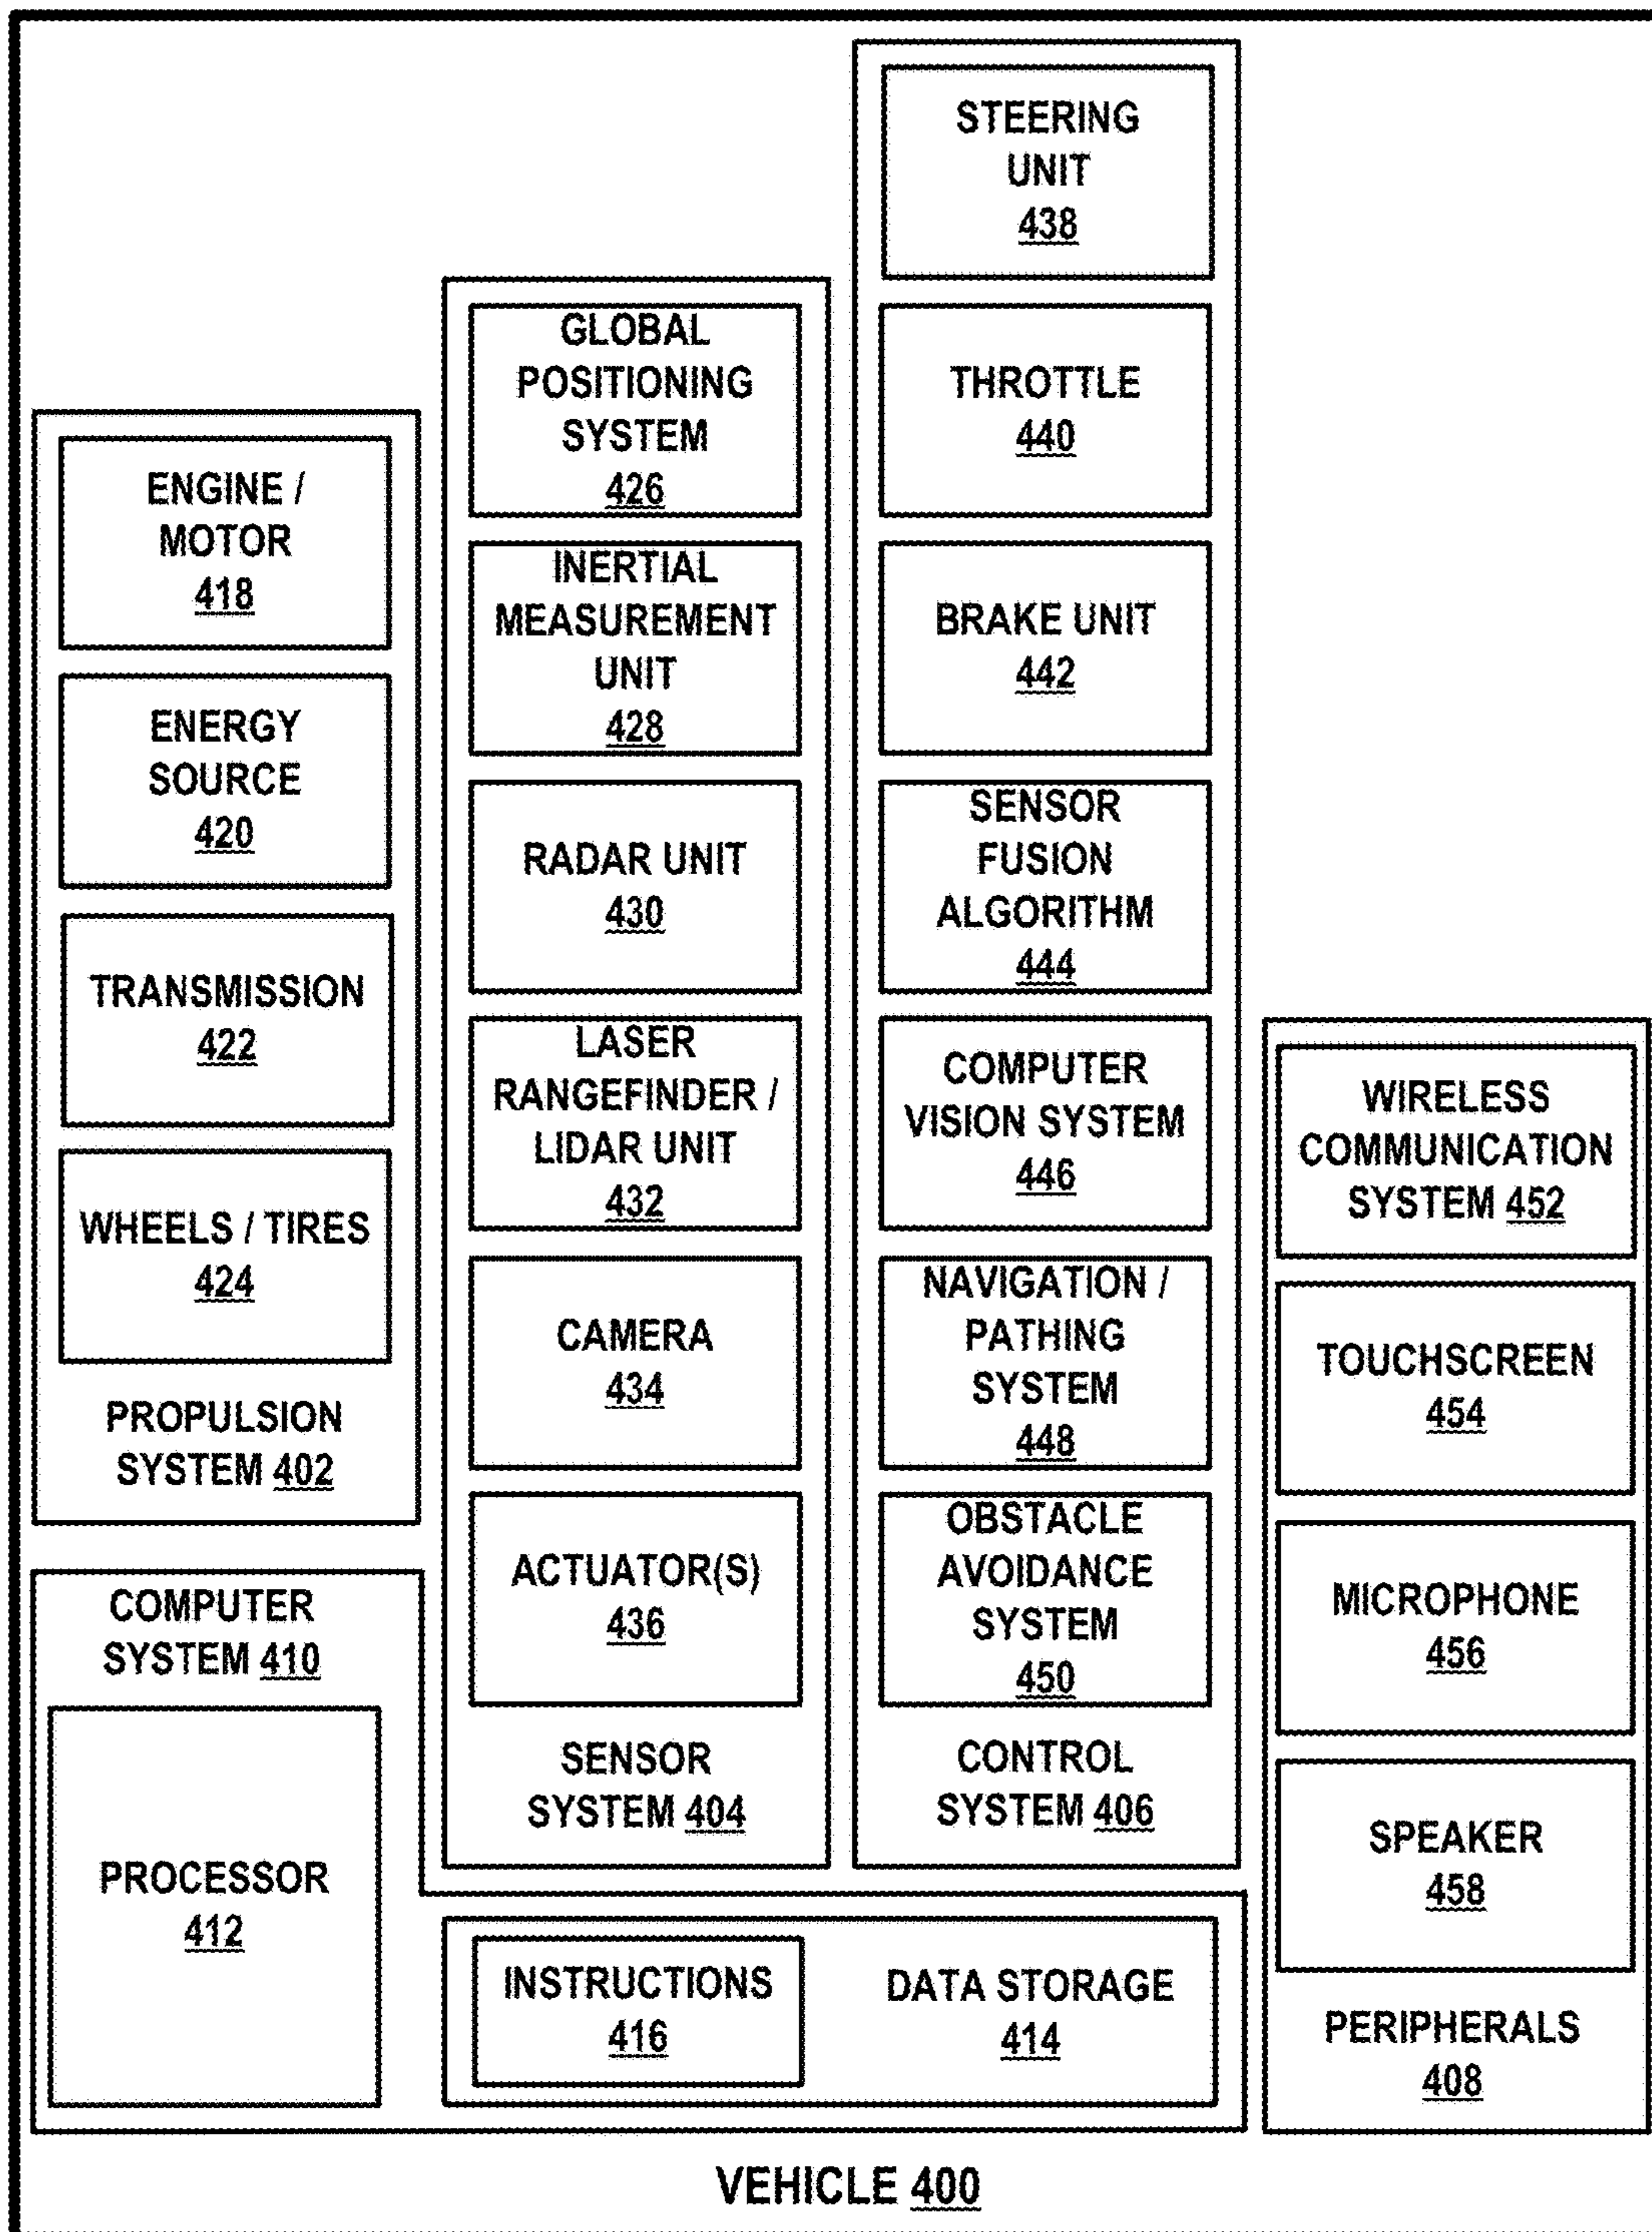 STEERING
UNIT
438
THROTTLE
440
BRAKE UNIT
442
SENSOR
FUSION
ALGORITHM
444
COMPUTER
VISION SYSTEM
446
NAVIGATION /
PATHING
SYSTEM
448
OBSTACLE
AVOIDANCE
SYSTEM
450
CONTROL
SYSTEM 406
GLOBAL
POSITIONING
SYSTEM
426
INERTIAL
MEASUREMENT
UNIT
428
RADAR UNIT
430
LASER
RANGEFINDER /
LIDAR UNIT
432
CAMERA
434
ACTUATOR(S)
436
SENSOR
SYSTEM 404
ENGINE /
MOTOR
418
ENERGY
SOURCE
420
TRANSMISSION
422
WHEELS / TIRES
424
PROPULSION
SYSTEM 402
WIRELESS
COMMUNICATION
SYSTEM 452
TOUCHSCREEN
454
MICROPHONE
456
SPEAKER
458
PERIPHERALS
408
COMPUTER
SYSTEM 410
PROCESSOR
412
INSTRUCTIONS
416
DATA STORAGE
414
VEHICLE 400